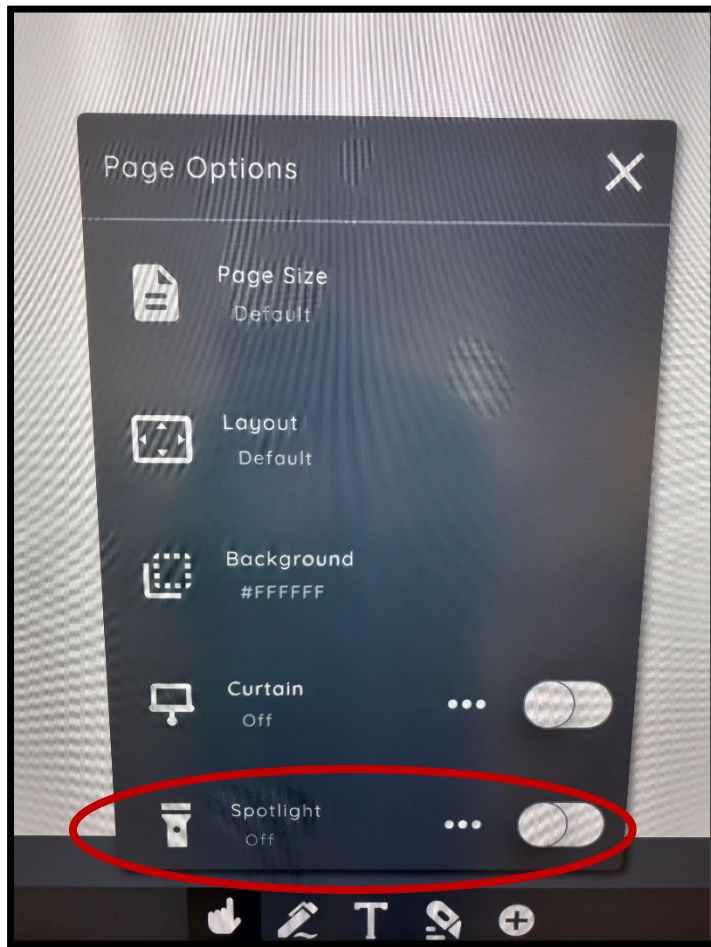 Page Options
Page Size
Default
Layout
Default
Background
#FFFFFF
Curtain
Off
Spotlight
Off
T